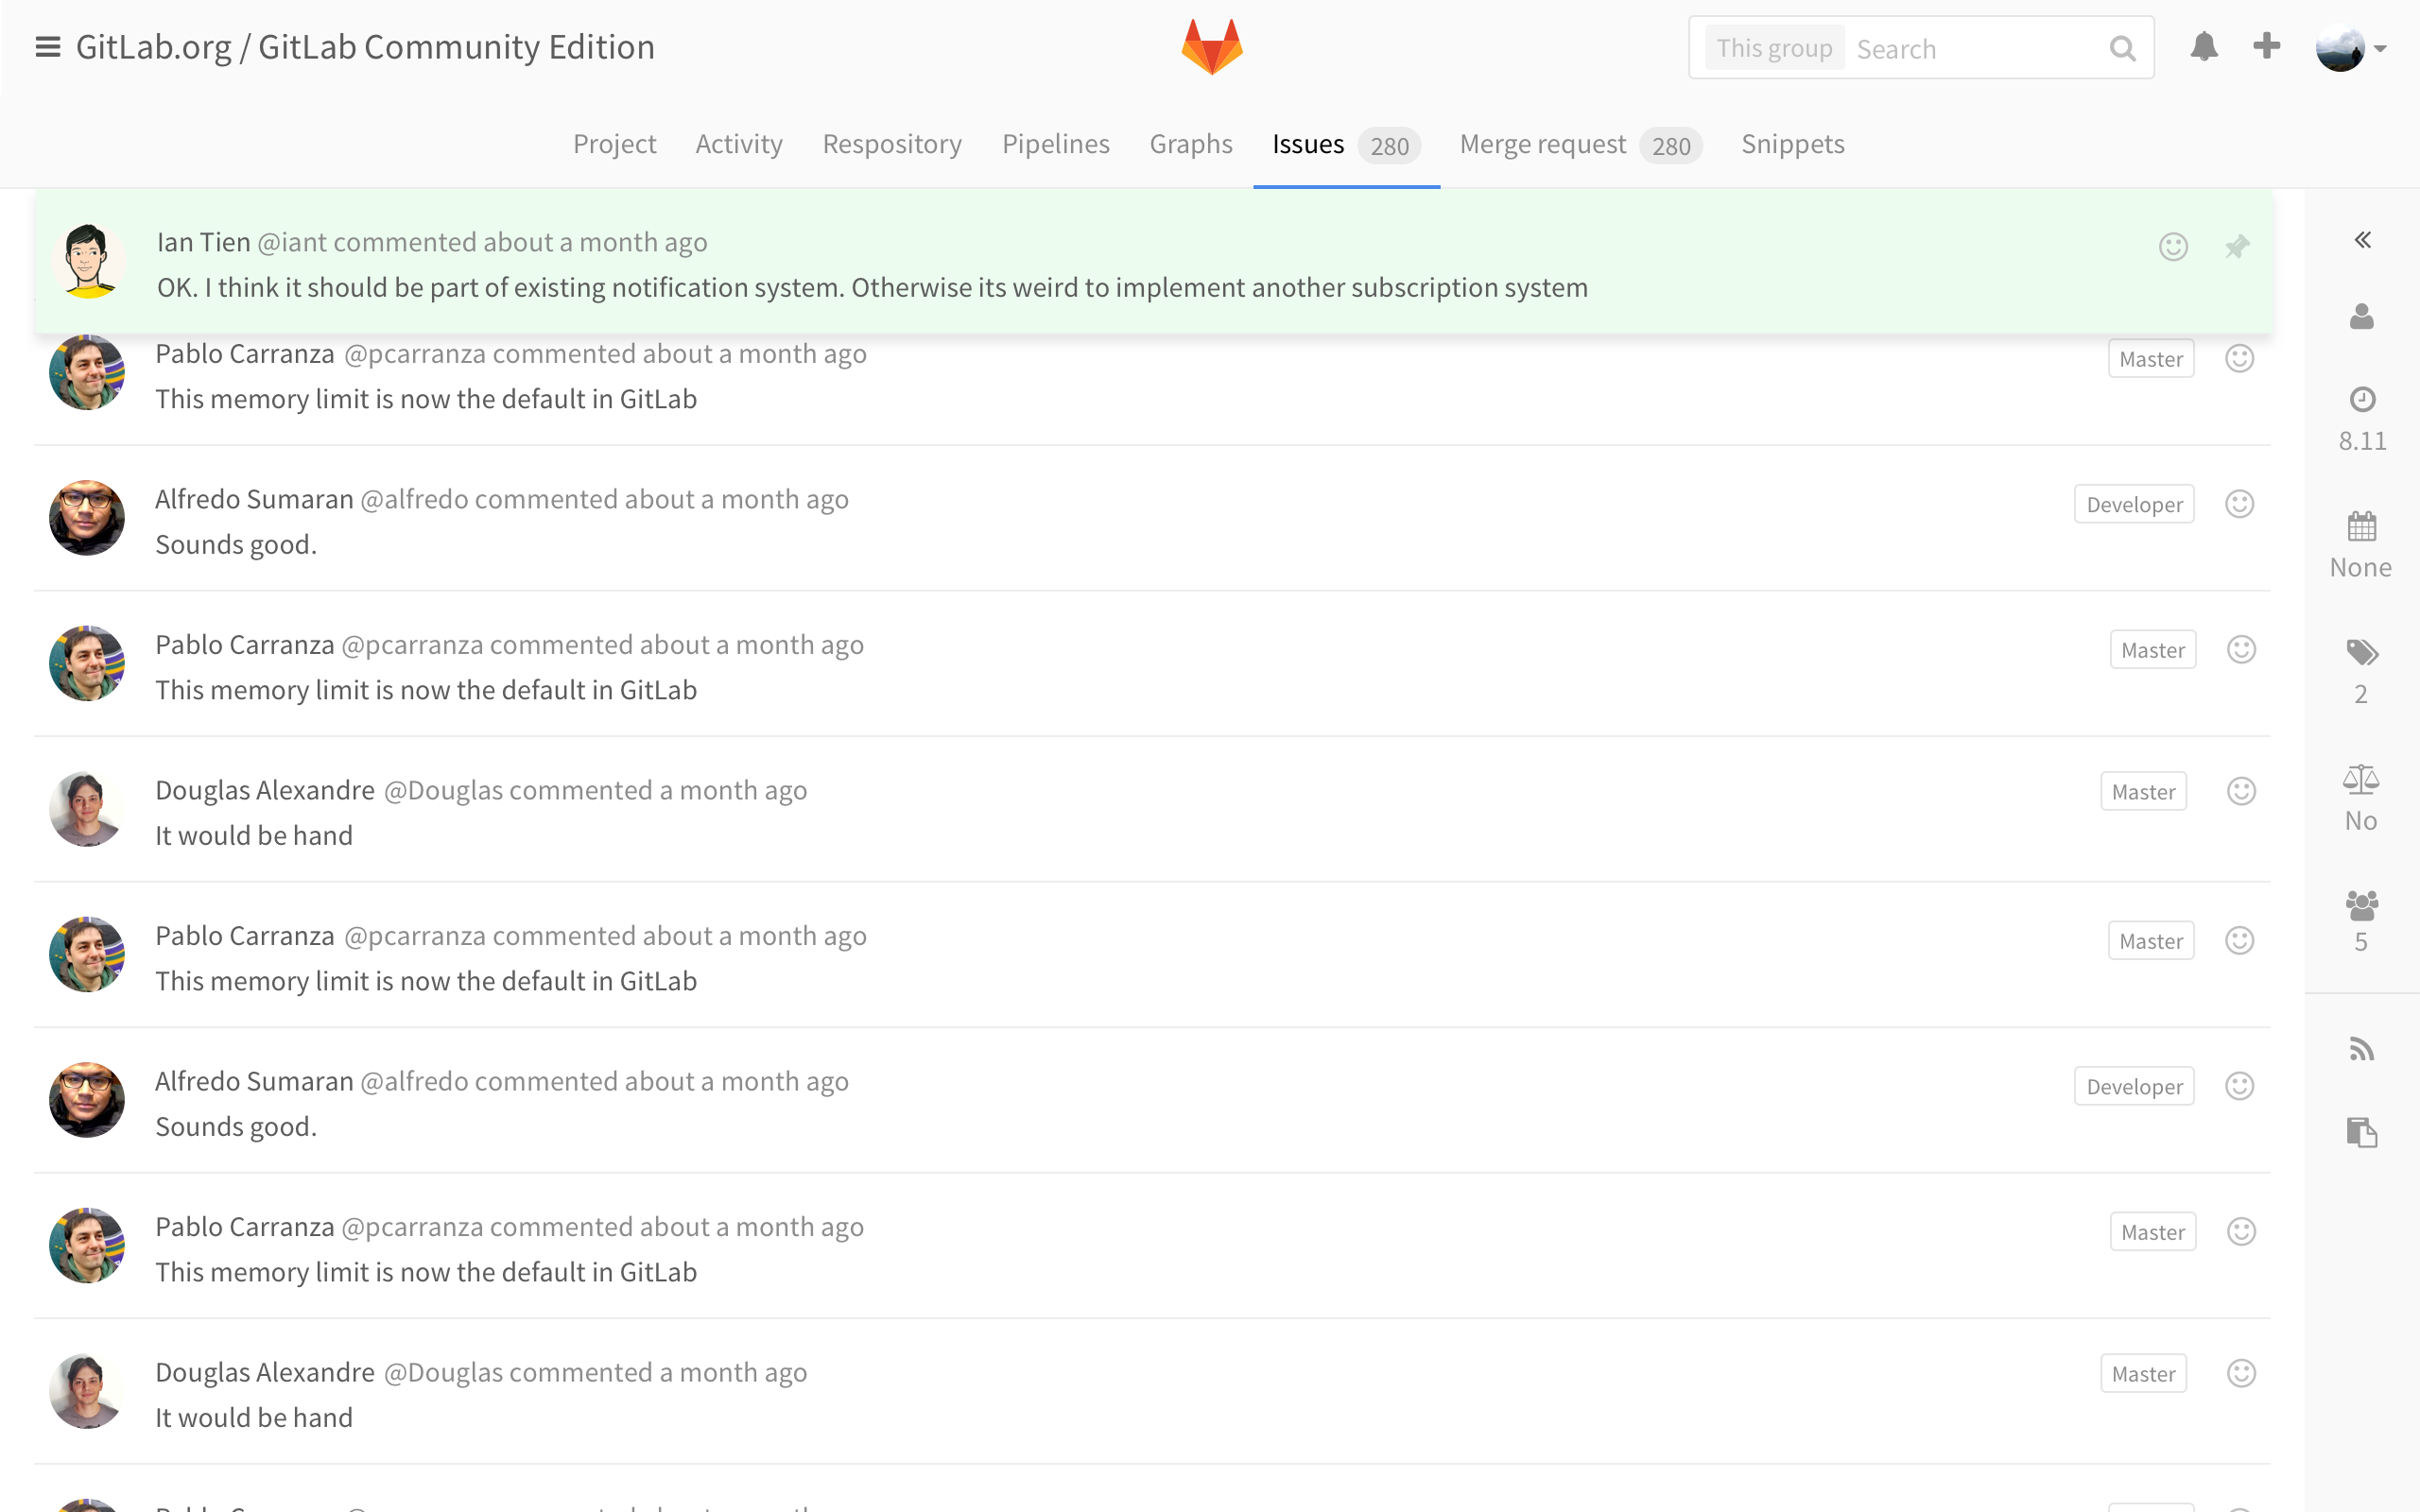 GitLab.org / GitLab Community Edition
This group Search
Project Activity Respository Pipelines Graphs Issues 280 Merge request 280 Snippets
Ian Tien @iant commented about a month ago
OK. I think it should be part of existing notification system. Otherwise its weird to implement another subscription system
Pablo Carranza @pcarranza commented about a month ago Master
This memory limit is now the default in GitLab
8.11
Alfredo Sumaran @alfredo commented about a month ago Developer
Sounds good.
None
Pablo Carranza @pcarranza commented about a month ago Master
This memory limit is now the default in GitLab
2
Douglas Alexandre @Douglas commented a month ago Master
It would be hand
No
Pablo Carranza @pcarranza commented about a month ago Master
This memory limit is now the default in GitLab
5
Alfredo Sumaran @alfredo commented about a month ago Developer
Sounds good.
Pablo Carranza @pcarranza commented about a month ago Master
This memory limit is now the default in GitLab
Douglas Alexandre @Douglas commented a month ago Master
It would be hand